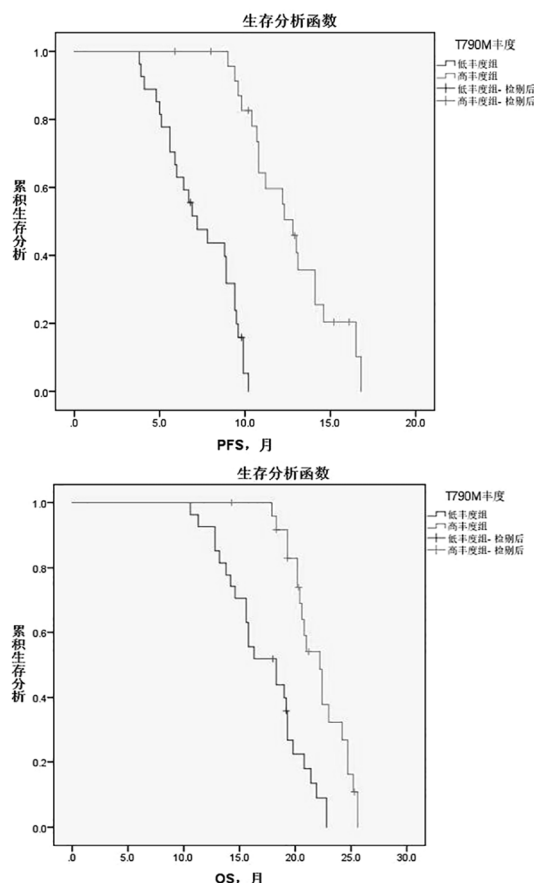 生存分析函数
T790M丰度
低丰度组
高丰度组
低丰度组- 检剔后
高丰度组- 检剔后
1.0
0.8
0.6
0.4
0.2
0.0
累积生存分析
.0 5.0 10.0 15.0 20.0
PFS，月
生存分析函数
T790M丰度
低丰度组
高丰度组
低丰度组- 检剔后
高丰度组- 检剔后
1.0
0.8
0.6
0.4
0.2
0.0
累积生存分析
.0 5.0 10.0 15.0 20.0 25.0 30.0
OS，月